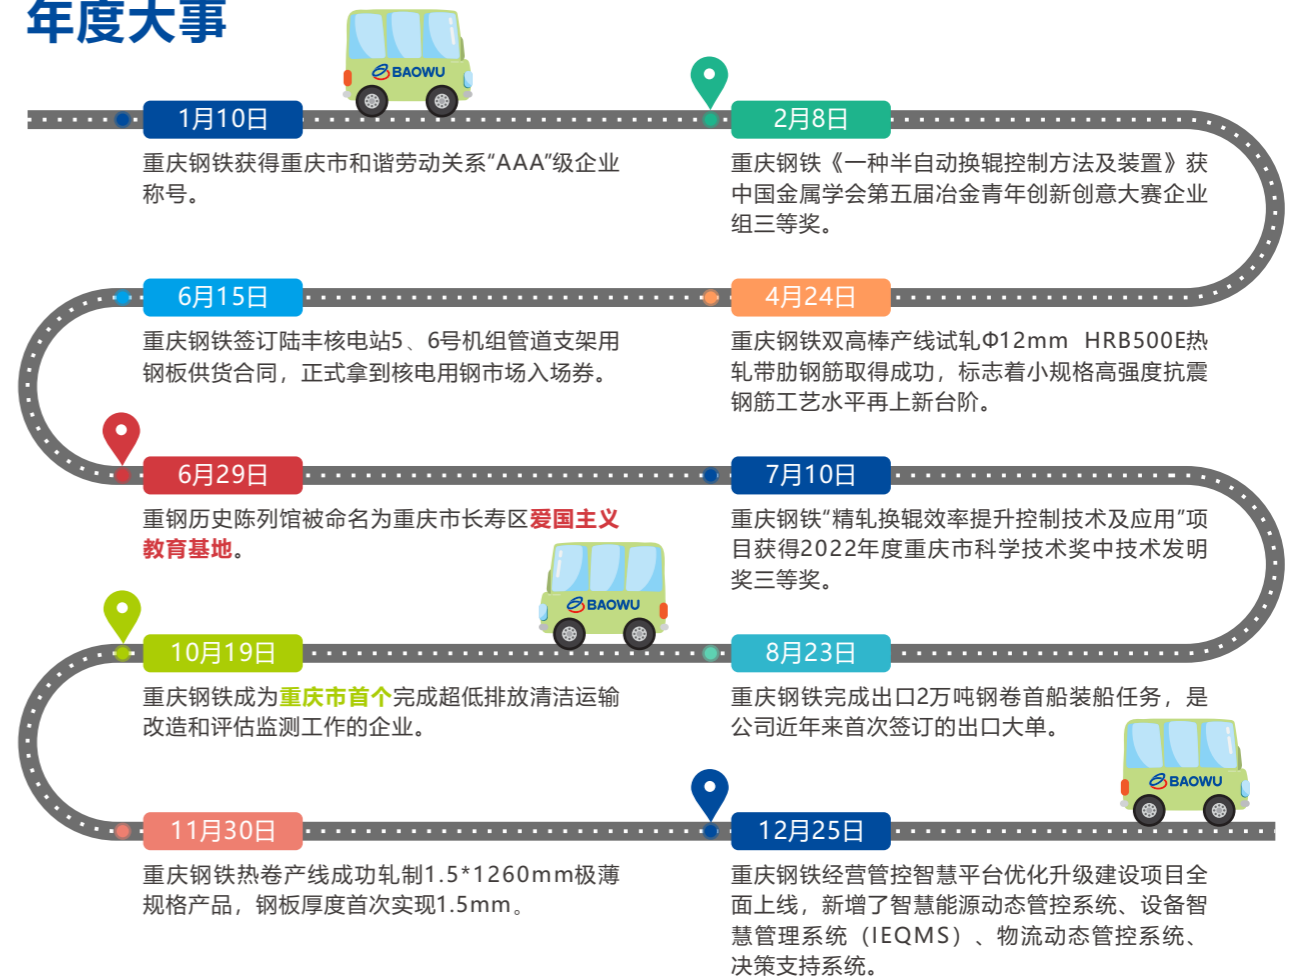 年度大事
BAOWU
1月10日
重庆钢铁获得重庆市和谐劳动关系“AAA”级企业
称号。
2月8日
重庆钢铁《一种半自动换辊控制方法及装置》获
中国金属学会第五届冶金青年创新创意大赛企业
组三等奖。
4月24日
重庆钢铁双高棒产线试轧Φ12mm HRB500E热
轧带肋钢筋取得成功，标志着小规格高强度抗震
钢筋工艺水平再上新台阶。
6月15日
重庆钢铁签订陆丰核电站5、6号机组管道支架用
钢板供货合同，正式拿到核电用钢市场入场券。
6月29日
重钢历史陈列馆被命名为重庆市长寿区爱国主义
教育基地。
7月10日
重庆钢铁“精轧换辊效率提升控制技术及应用”项
目获得2022年度重庆市科学技术奖中技术发明
奖三等奖。
8月23日
重庆钢铁完成出口2万吨钢卷首船装船任务，是
公司近年来首次签订的出口大单。
BAOWU
10月19日
重庆钢铁成为重庆市首个完成超低排放清洁运输
改造和评估监测工作的企业。
11月30日
重庆钢铁热卷产线成功轧制1.5*1260mm极薄
规格产品，钢板厚度首次实现1.5mm。
BAOWU
12月25日
重庆钢铁经营管控智慧平台优化升级建设项目全
面上线，新增了智慧能源动态管控系统、设备智
慧管理系统（IEQMS）、物流动态管控系统、
决策支持系统。